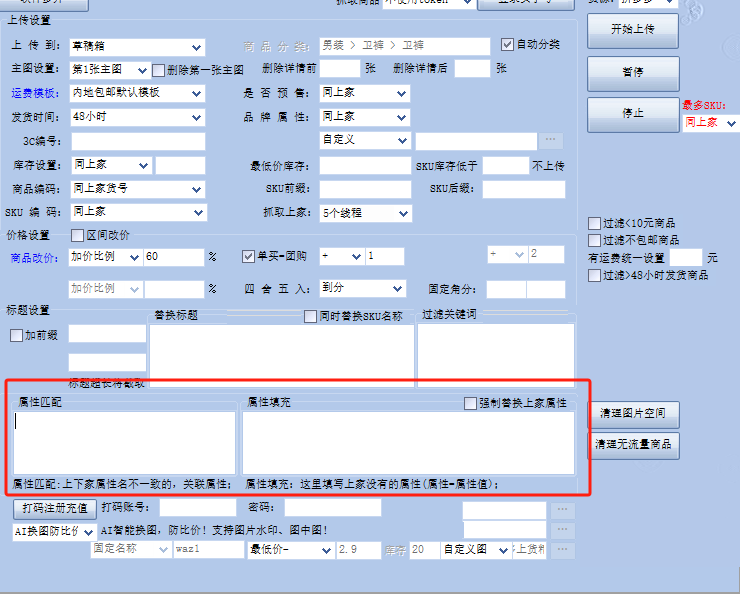 抓取商品 不使用token
上传设置
上 传 到: 草稿箱 商 品 分 类: 男装 > 卫裤 > 卫裤 自动分类
主图设置: 第1张主图 删除第一张主图 删除详情前 张 删除详情后 张
运费模板: 内地包邮默认模板 是 否 预 售: 同上家
发货时间: 48小时 品 牌 属 性: 同上家
3C编号: 自定义 ...
库存设置: 同上家 最低价库存: SKU库存低于 不上传
商品编码: 同上家货号 SKU前缀: SKU后缀:
SKU 编 码: 同上家 抓取上家: 5个线程
价格设置 区间改价
商品改价: 加价比例 60 % 单买-团购 + 1 + 2
加价比例 % 四 舍 五 入: 到分 固定角分:
标题设置 替换标题 同时替换SKU名称 过滤关键词
加前缀
标题超长将截取
属性匹配 属性填充 强制替换上家属性
属性匹配:上下家属性名不一致的, 关联属性; 属性填充: 这里填写上家没有的属性(属性=属性值);
打码注册充值 打码账号: 密码: ...
AI换图防比价 AI智能换图, 防比价! 支持图片水印、图中图! ...
固定名称 waz1 最低价- 2.9 库存 20 自定义图 ...
开始上传
暂停
停止
最多SKU:
同上家
过滤<10元商品
过滤不包邮商品
有运费统一设置 元
过滤>48小时发货商品
清理图片空间
清理无流量商品